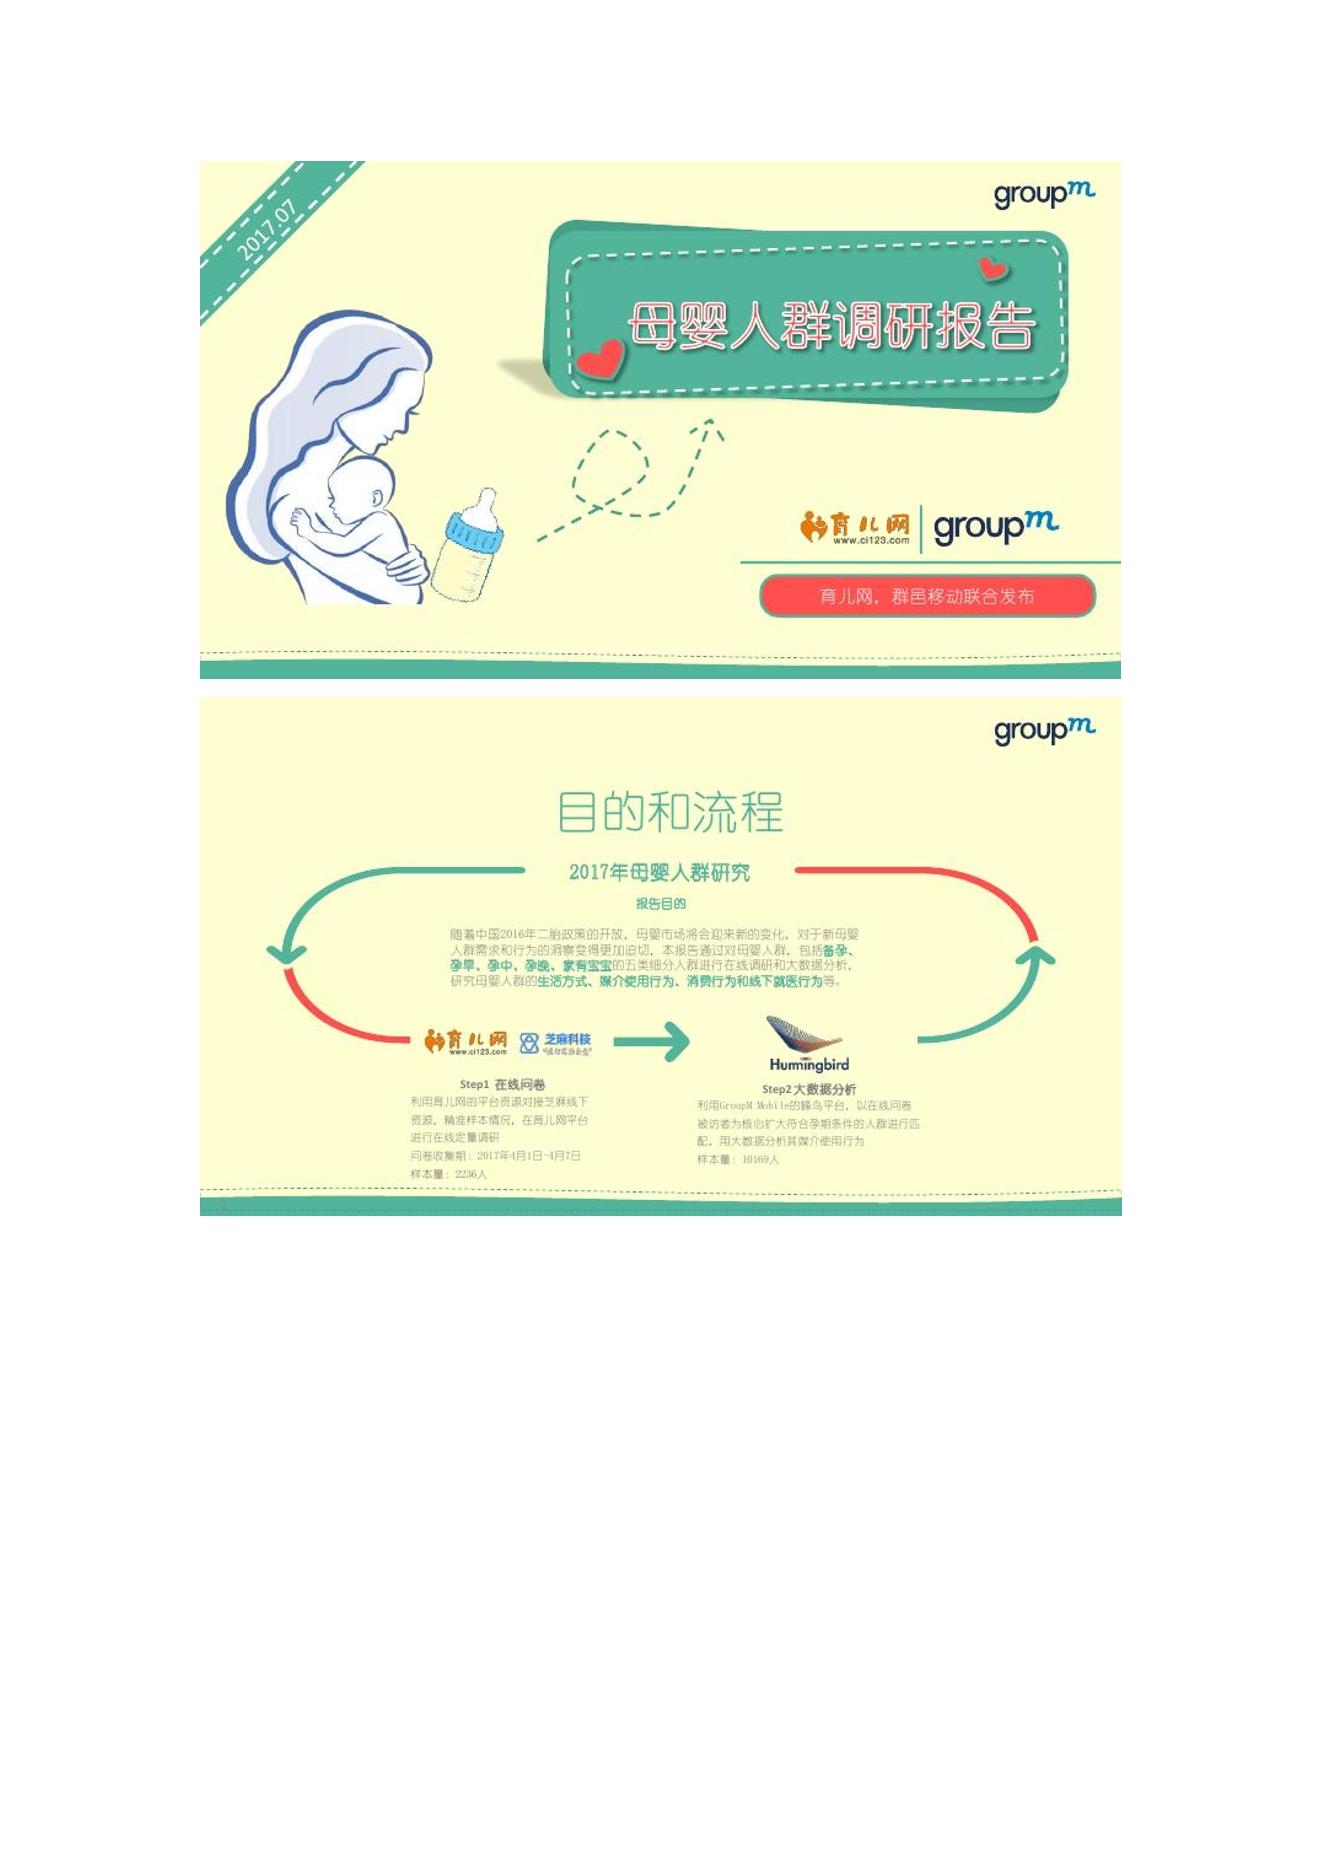 2017.07
groupm
母婴人群调研报告
育儿网
www.ci123.com
groupm
育儿网，群邑移动联合发布
groupm
目的和流程
2017年母婴人群研究
报告目的
随着中国2016年二胎政策的开放，母婴市场将会迎来新的变化，对于新母婴
人群需求和行为的洞察变得更加迫切，本报告通过对母婴人群，包括备孕、
孕早、孕中、孕晚、家有宝宝的五类细分人群进行在线调研和大数据分析，
研究母婴人群的生活方式、媒介使用行为、消费行为和线下就医行为等。
育儿网
www.ci123.com
芝麻科技
Hummingbird
Step1 在线问卷
利用育儿网的平台资源对接芝麻线下
资源，精准样本情况，在育儿网平台
进行在线定量调研
问卷收集期：2017年4月1日-4月7日
样本量：2236人
Step2大数据分析
利用GroupM Mobile的蜂鸟平台，以在线问卷
被访者为核心扩大符合孕期条件的人群进行匹
配，用大数据分析其媒介使用行为
样本量：10169人